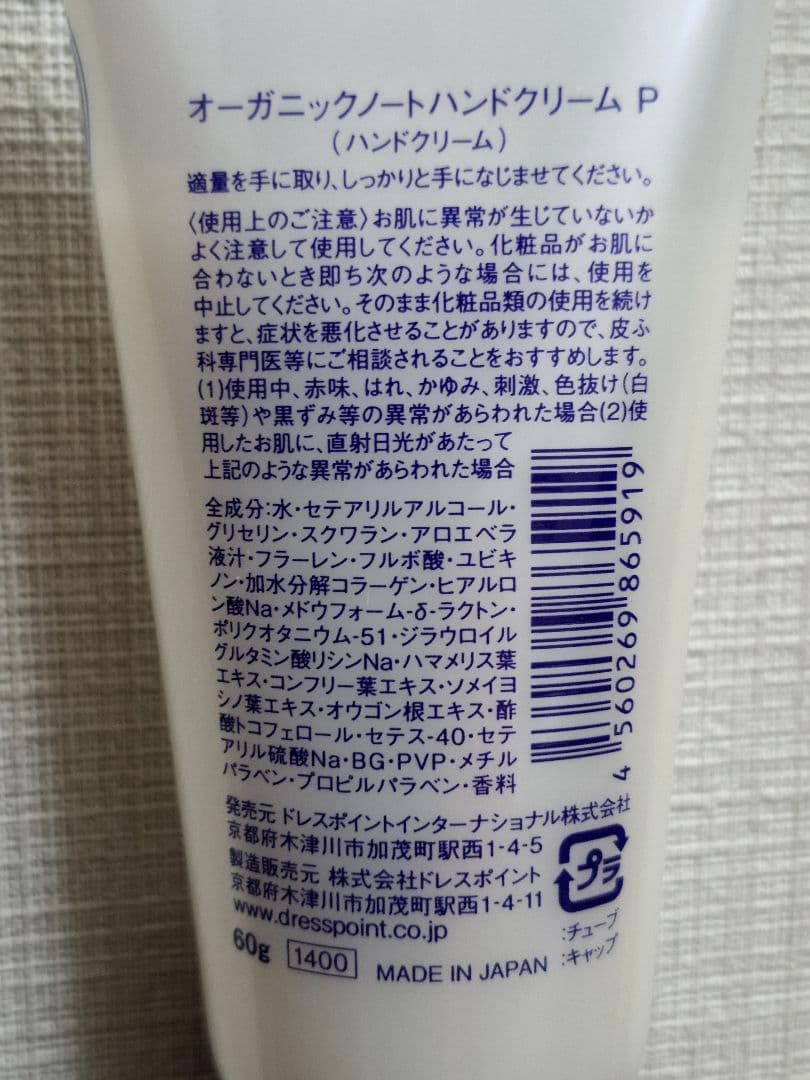 オーガニックノートハンドクリーム P
（ハンドクリーム）
適量を手に取り、しっかりと手になじませてください。
〈使用上のご注意〉お肌に異常が生じていないか
よく注意して使用してください。化粧品がお肌に
合わないとき即ち次のような場合には、使用を
中止してください。そのまま化粧品類の使用を続け
ますと、症状を悪化させることがありますので、皮ふ
科専門医等にご相談されることをおすすめします。
(1)使用中、赤味、はれ、かゆみ、刺激、色抜け（白
斑等）や黒ずみ等の異常があらわれた場合(2)使
用したお肌に、直射日光があたって
上記のような異常があらわれた場合
全成分：水・セテアリルアルコール・
グリセリン・スクワラン・アロエベラ
液汁・フラーレン・フルボ酸・ユビキ
ノン・加水分解コラーゲン・ヒアルロ
ン酸Na・メドウフォーム-δ-ラクトン・
ポリクオタニウム-51・ジラウロイル
グルタミン酸リシンNa・ハマメリス葉
エキス・コンフリー葉エキス・ソメイヨ
シノ葉エキス・オウゴン根エキス・酢
酸トコフェロール・セテス-40・セテ
アリル硫酸Na・BG・PVP・メチル
パラベン・プロピルパラベン・香料
4 560269 865919
発売元 ドレスポイントインターナショナル株式会社
京都府木津川市加茂町駅西1-4-5
製造販売元 株式会社ドレスポイント
京都府木津川市加茂町駅西1-4-11
www.dresspoint.co.jp
プラ
:チューブ
:キャップ
60g 1400 MADE IN JAPAN